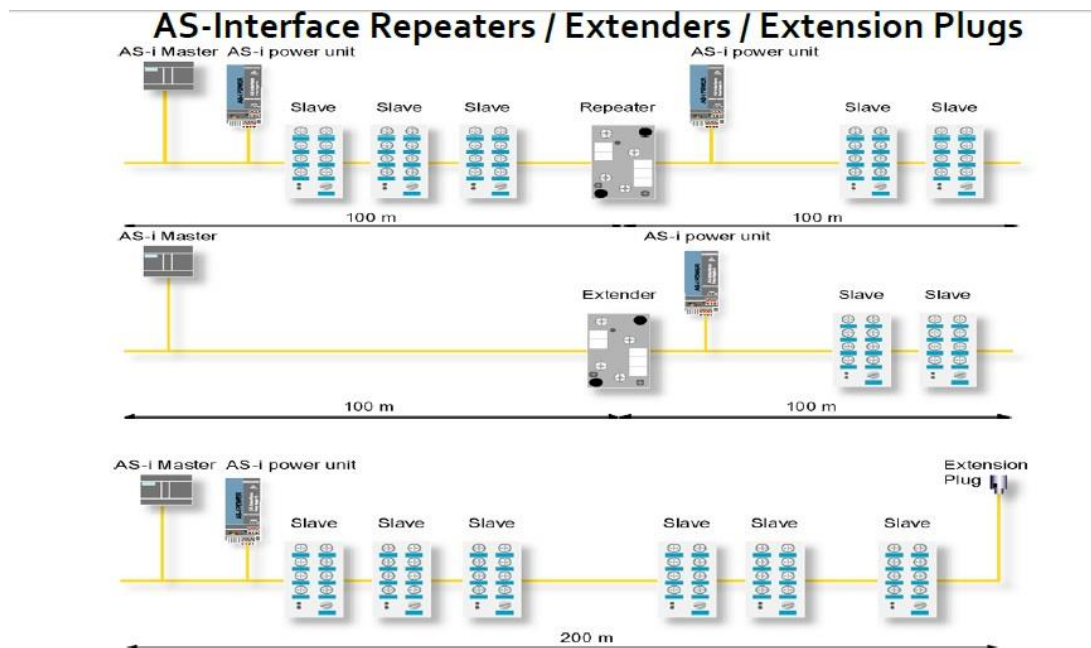 AS-Interface Repeaters / Extenders / Extension Plugs
AS-i Master AS-i power unit AS-i power unit
Slave Slave Slave Repeater Slave Slave
100 m 100 m
AS-i Master AS-i power unit
Extender Slave Slave
100 m 100 m
AS-i Master AS-i power unit Extension
Plug
Slave Slave Slave Slave Slave Slave
200 m